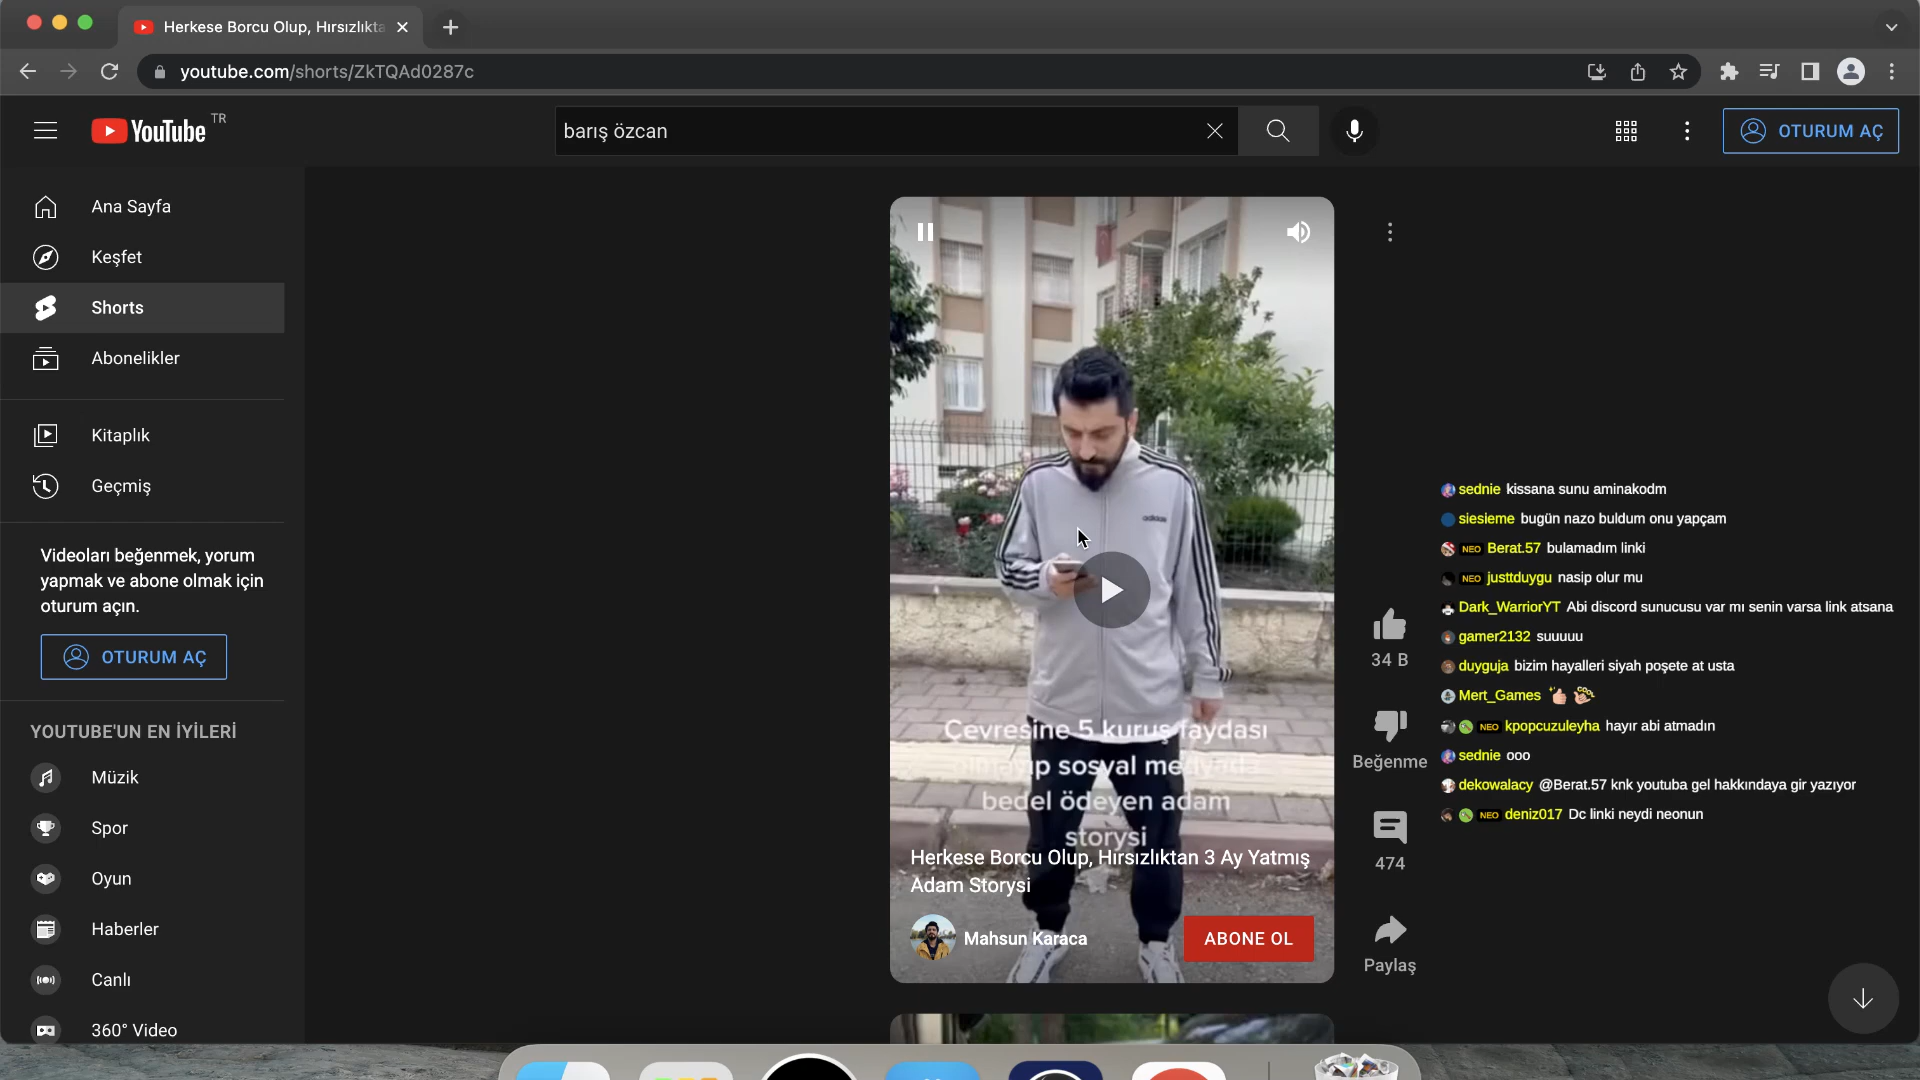 Herkese Borcu Olup, Hırsızlıkta
youtube.com/shorts/ZkTQAd0287c
YouTube TR
barış özcan
OTURUM AÇ
Ana Sayfa
Keşfet
Shorts
Abonelikler
Kitaplık
Geçmiş
Videoları beğenmek, yorum
yapmak ve abone olmak için
oturum açın.
OTURUM AÇ
YOUTUBE'UN EN İYİLERİ
Müzik
Spor
Oyun
Haberler
Canlı
360° Video
adidas
Çevresine 5 kuruş faydası
olmayıp sosyal medyada
bedel ödeyen adam
storysi
Herkese Borcu Olup, Hırsızlıktan 3 Ay Yatmış
Adam Storysi
Mahsun Karaca
ABONE OL
34 B
Beğenme
474
Paylaş
sednie kissana sunu aminakodm
siesieme bugün nazo buldum onu yapçam
NEO Berat.57 bulamadım linki
NEO justtduygu nasip olur mu
Dark_WarriorYT Abi discord sunucusu var mı senin varsa link atsana
gamer2132 suuuuu
duyguja bizim hayalleri siyah poşete at usta
Mert_Games
NEO kpopcuzuleyha hayır abi atmadın
sednie ooo
dekowalacy @Berat.57 knk youtuba gel hakkındaya gir yazıyor
NEO deniz017 Dc linki neydi neonun